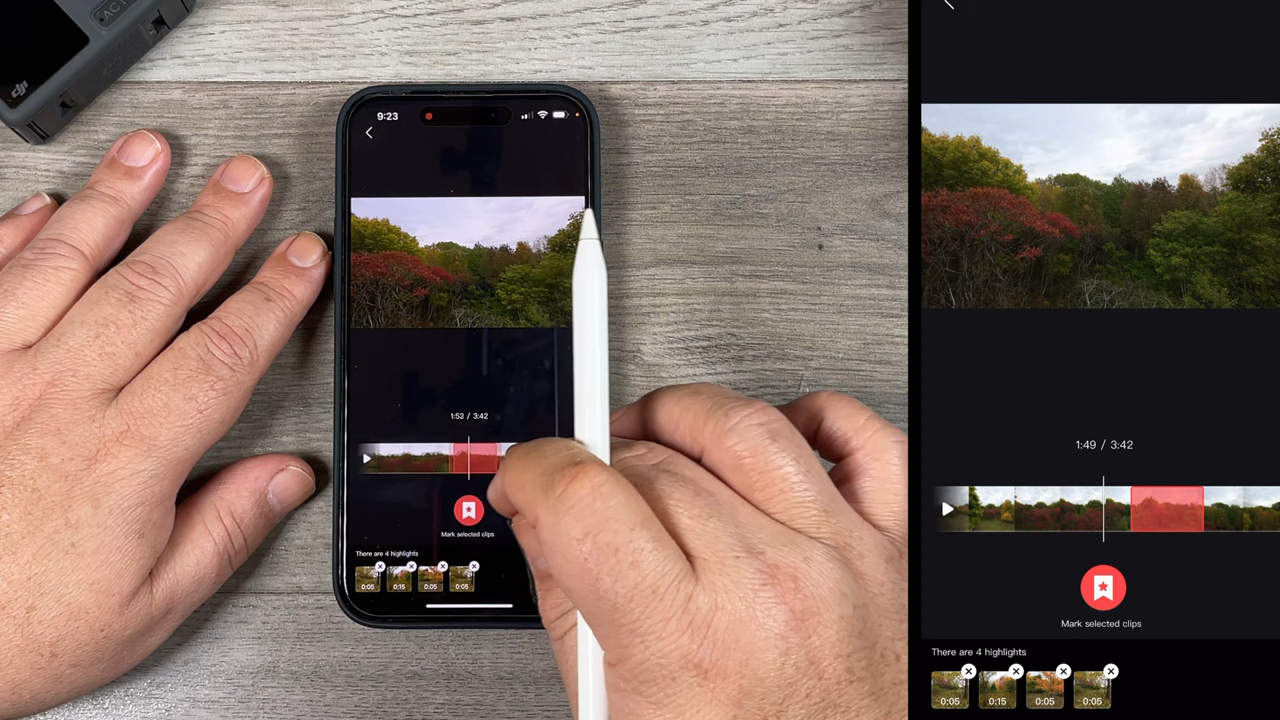 dji
9:23
1:52 / 3:42
Mark selected clips
There are 4 highlights
0:05
0:15
0:05
0:05
1:49 / 3:42
Mark selected clips
There are 4 highlights
0:05
0:15
0:05
0:05